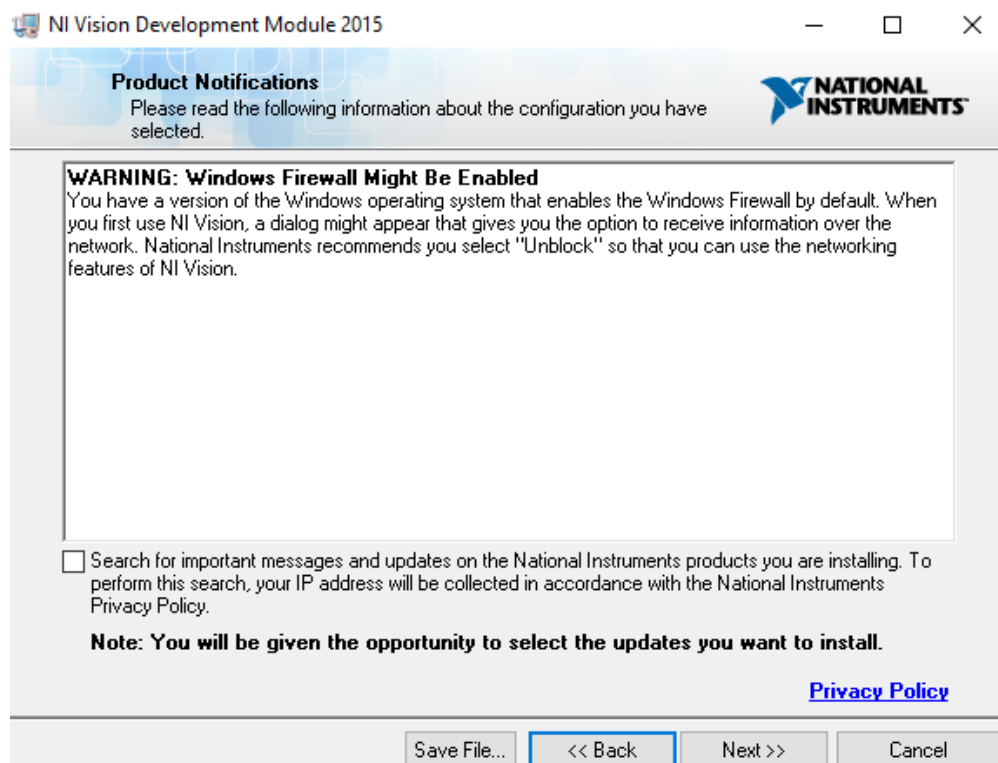 NI Vision Development Module 2015
Product Notifications
Please read the following information about the configuration you have
selected.
NATIONAL
INSTRUMENTS™
WARNING: Windows Firewall Might Be Enabled
You have a version of the Windows operating system that enables the Windows Firewall by default. When
you first use NI Vision, a dialog might appear that gives you the option to receive information over the
network. National Instruments recommends you select "Unblock" so that you can use the networking
features of NI Vision.
Search for important messages and updates on the National Instruments products you are installing. To
perform this search, your IP address will be collected in accordance with the National Instruments
Privacy Policy.
Note: You will be given the opportunity to select the updates you want to install.
Privacy Policy
Save File...
<< Back
Next >>
Cancel